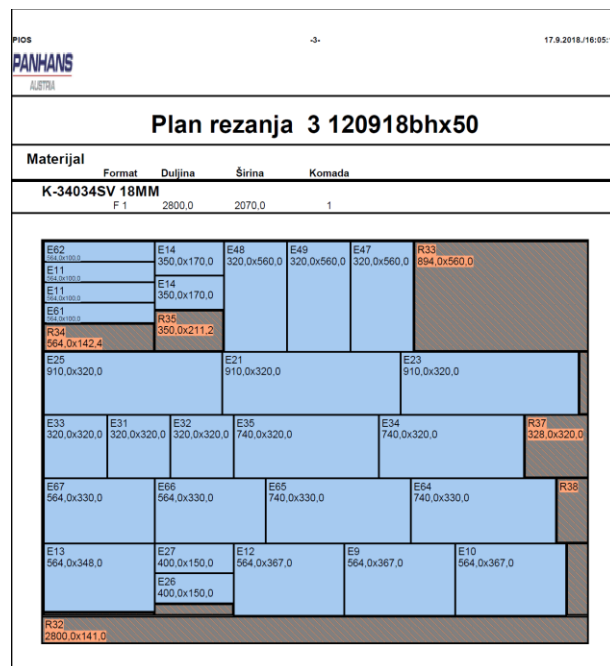 PIOS -3- 17.9.2018./16:05:
PANHANS
AUSTRIA
Plan rezanja 3 120918bhx50
Materijal
Format Duljina Širina Komada
K-34034SV 18MM
F 1 2800,0 2070,0 1
E62
564,0x100,0
E11
564,0x100,0
E11
564,0x100,0
E61
564,0x100,0
R34
564,0x142,4
E14
350,0x170,0
E14
350,0x170,0
R35
350,0x211,2
E48
320,0x560,0
E49
320,0x560,0
E47
320,0x560,0
R33
894,0x560,0
E25
910,0x320,0
E21
910,0x320,0
E23
910,0x320,0
E33
320,0x320,0
E31
320,0x320,0
E32
320,0x320,0
E35
740,0x320,0
E34
740,0x320,0
R37
328,0x320,0
E67
564,0x330,0
E66
564,0x330,0
E65
740,0x330,0
E64
740,0x330,0
R38
E13
564,0x348,0
E27
400,0x150,0
E26
400,0x150,0
E12
564,0x367,0
E9
564,0x367,0
E10
564,0x367,0
R32
2800,0x141,0